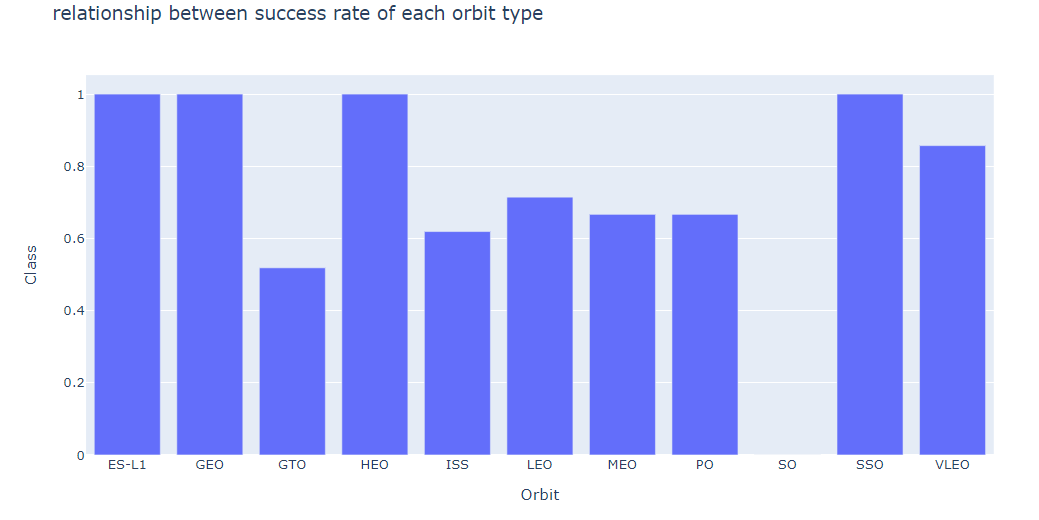 relationship between success rate of each orbit type
1
0.8
0.6
0.4
0.2
0
Class
ES-L1 GEO GTO HEO ISS LEO MEO PO SO SSO VLEO
Orbit